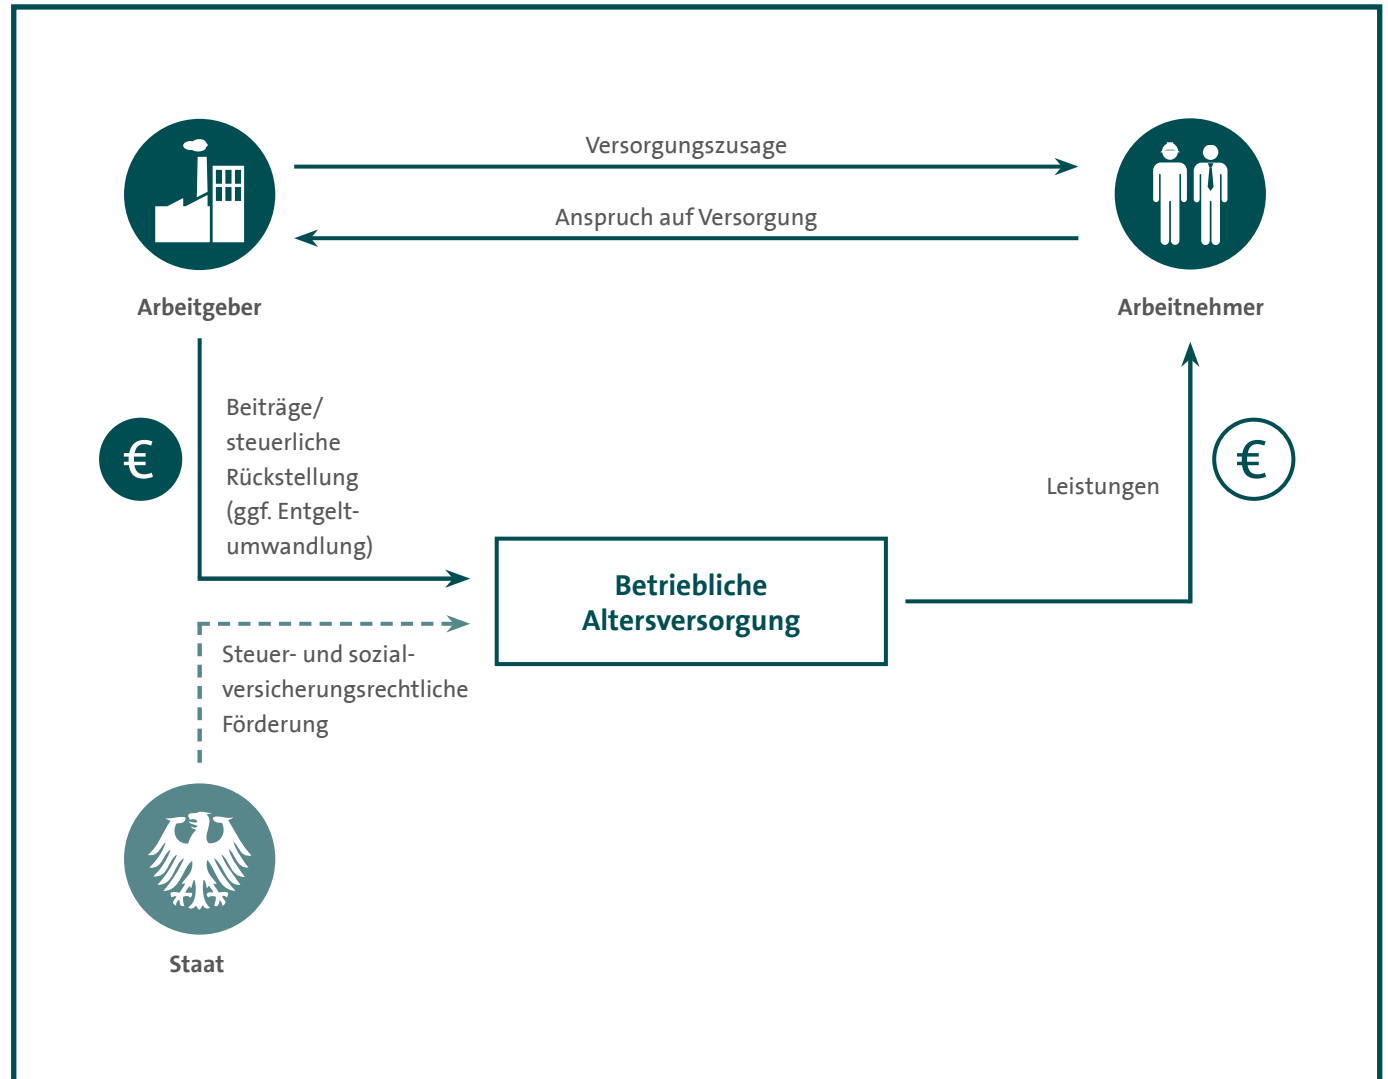 Versorgungszusage
Anspruch auf Versorgung
Arbeitgeber
Arbeitnehmer
Beiträge/
steuerliche
Rückstellung
(ggf. Entgelt-
umwandlung)
€
€
Leistungen
Betriebliche
Altersversorgung
Steuer- und sozial-
versicherungsrechtliche
Förderung
Staat